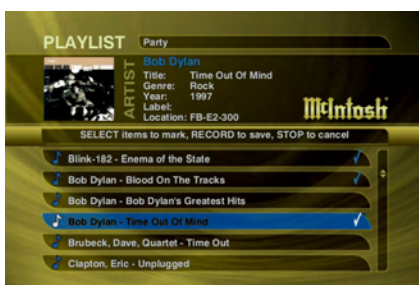 PLAYLIST Party
ARTIST
Bob Dylan
Title: Time Out Of Mind
Genre: Rock
Year: 1997
Label:
Location: FB-E2-300
McIntosh
SELECT items to mark, RECORD to save, STOP to cancel
Blink-182 - Enema of the State
Bob Dylan - Blood On The Tracks
Bob Dylan - Bob Dylan's Greatest Hits
Bob Dylan - Time Out Of Mind
Brubeck, Dave, Quartet - Time Out
Clapton, Eric - Unplugged